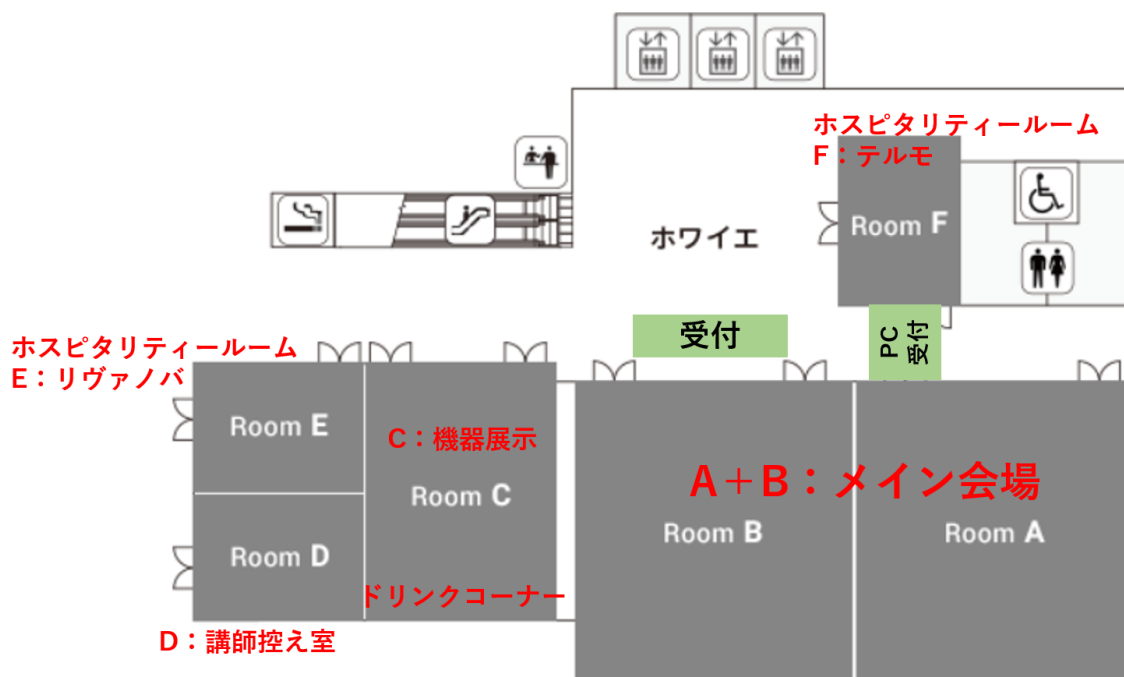 ホスピタリティールーム
F：テルモ
Room F
ホワイエ
受付
PC
受付
ホスピタリティールーム
E：リヴァノバ
Room E
C：機器展示
Room C
A＋B：メイン会場
Room B
Room A
Room D
ドリンクコーナー
D：講師控え室